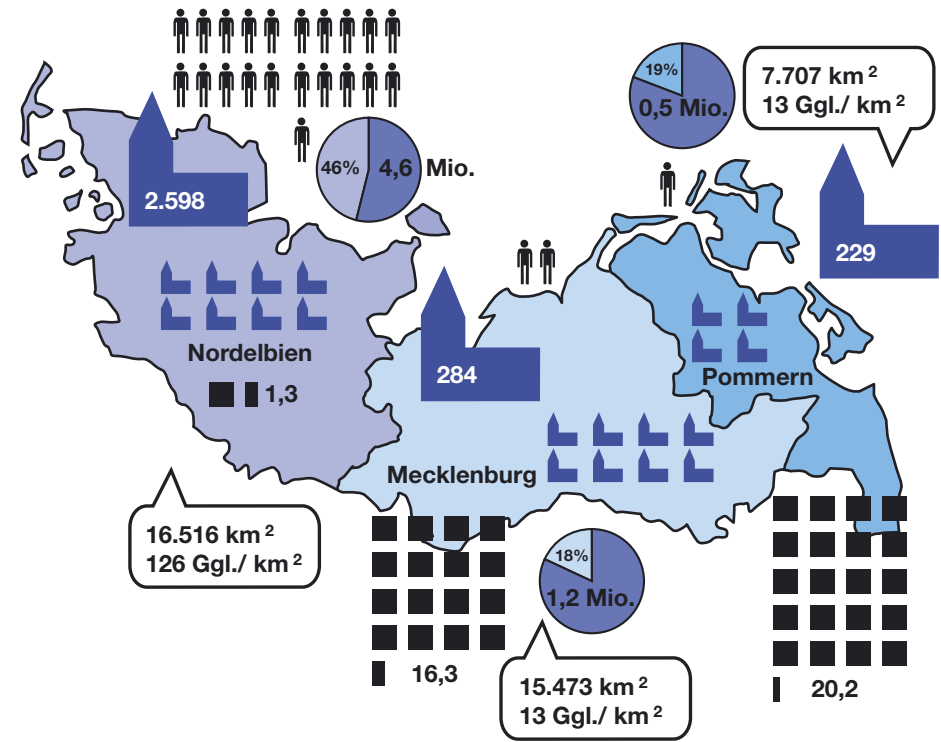 19%
0,5 Mio.
7.707 km²
13 Ggl./ km²
46%
4,6 Mio.
2.598
229
Nordelbien
1,3
284
Pommern
Mecklenburg
16.516 km²
126 Ggl./ km²
18%
1,2 Mio.
16,3
15.473 km²
13 Ggl./ km²
20,2